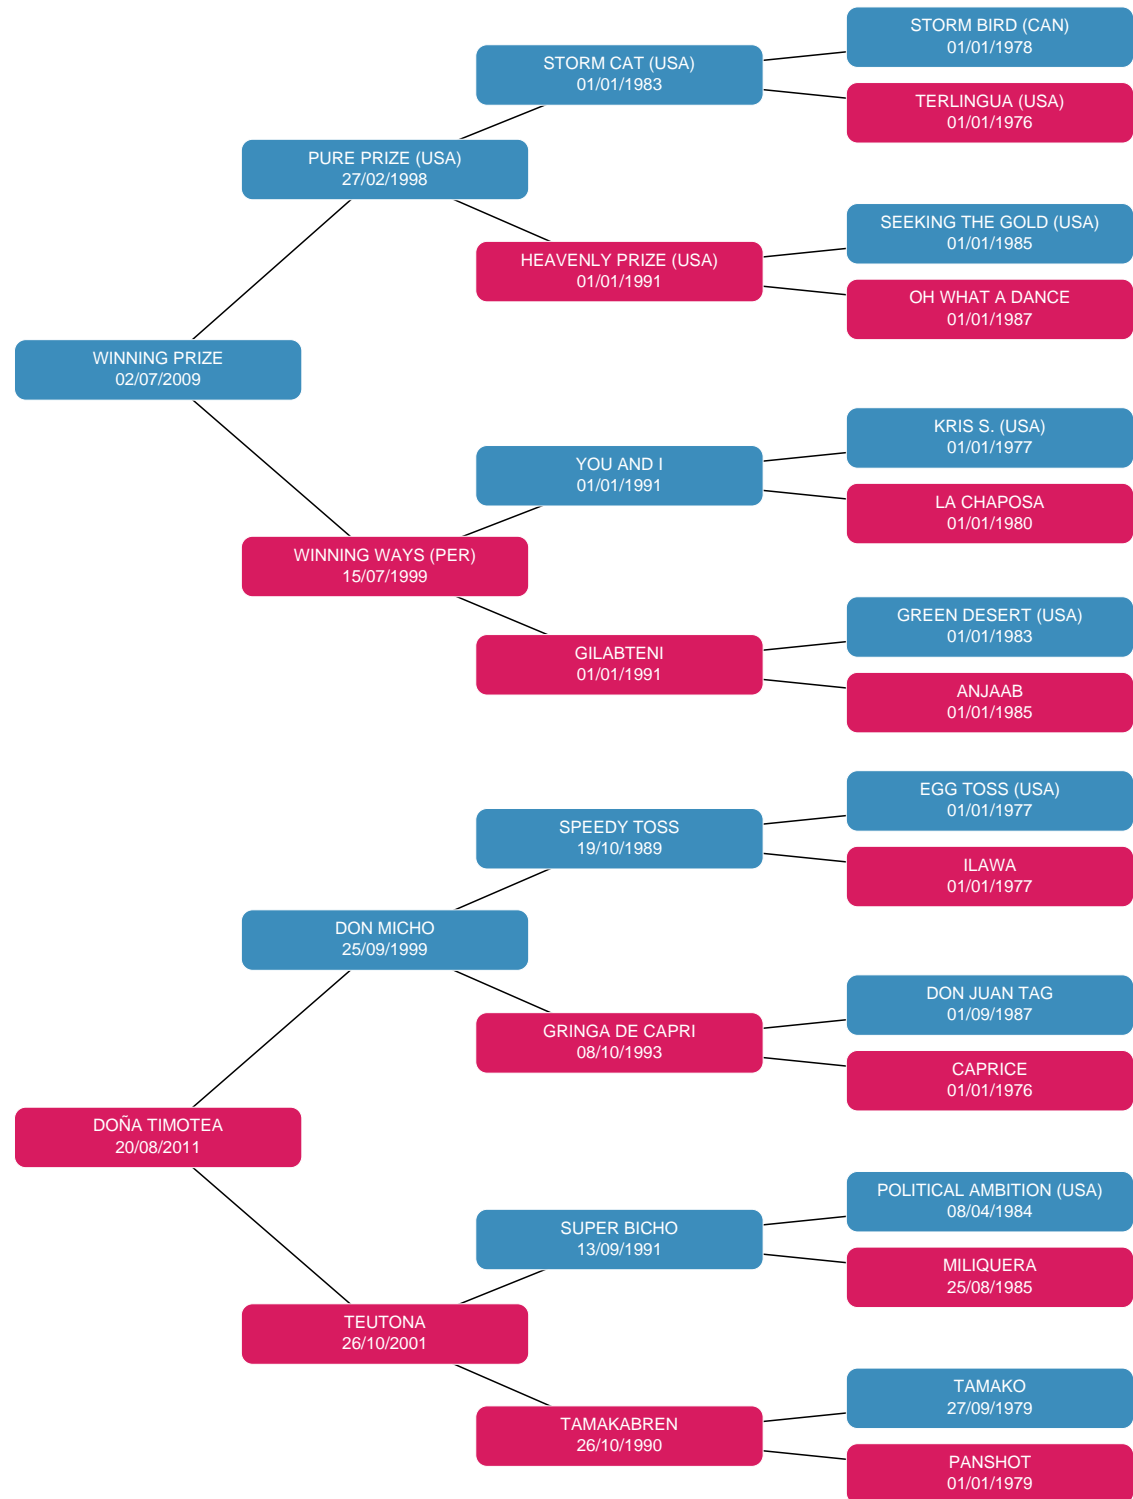 STORM BIRD (CAN)
01/01/1978
STORM CAT (USA)
01/01/1983
TERLINGUA (USA)
01/01/1976
PURE PRIZE (USA)
27/02/1998
SEEKING THE GOLD (USA)
01/01/1985
HEAVENLY PRIZE (USA)
01/01/1991
OH WHAT A DANCE
01/01/1987
WINNING PRIZE
02/07/2009
KRIS S. (USA)
01/01/1977
YOU AND I
01/01/1991
LA CHAPOSA
01/01/1980
WINNING WAYS (PER)
15/07/1999
GREEN DESERT (USA)
01/01/1983
GILABTENI
01/01/1991
ANJAAB
01/01/1985
EGG TOSS (USA)
01/01/1977
SPEEDY TOSS
19/10/1989
ILAWA
01/01/1977
DON MICHO
25/09/1999
DON JUAN TAG
01/09/1987
GRINGA DE CAPRI
08/10/1993
CAPRICE
01/01/1976
DOÑA TIMOTEA
20/08/2011
POLITICAL AMBITION (USA)
08/04/1984
SUPER BICHO
13/09/1991
MILIQUERA
25/08/1985
TEUTONA
26/10/2001
TAMAKO
27/09/1979
TAMAKABREN
26/10/1990
PANSHOT
01/01/1979